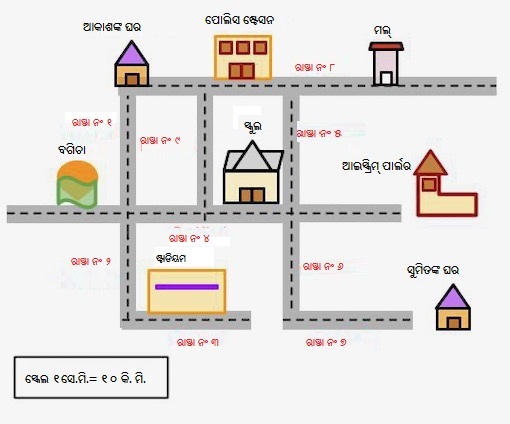 ପୋଲିସ ଷ୍ଟେସନ
ଆକାଶଙ୍କ ଘର
ମଲ୍
ରାସ୍ତା ନଂ ୮
ରାସ୍ତା ନଂ ୧
ରାସ୍ତା ନଂ ୯
ସ୍କୁଲ
ରାସ୍ତା ନଂ ୫
ବଗିଚା
ଆଇସ୍କ୍ରିମ୍ ପାର୍ଲର
ରାସ୍ତା ନଂ ୪
ରାସ୍ତା ନଂ ୨
ଷ୍ଟାଡିୟମ
ରାସ୍ତା ନଂ ୬
ସୁମିତଙ୍କ ଘର
ରାସ୍ତା ନଂ ୩
ରାସ୍ତା ନଂ ୭
ସ୍କେଲ ୧ସେ.ମି.= ୧୦ କି. ମି.